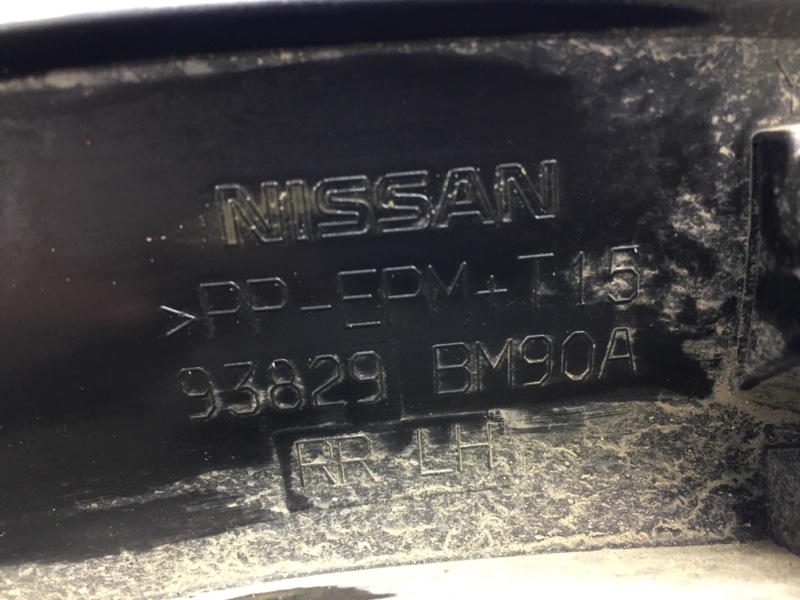 NISSAN
>PP-EPM+T15
93829 BM90A
RR LH